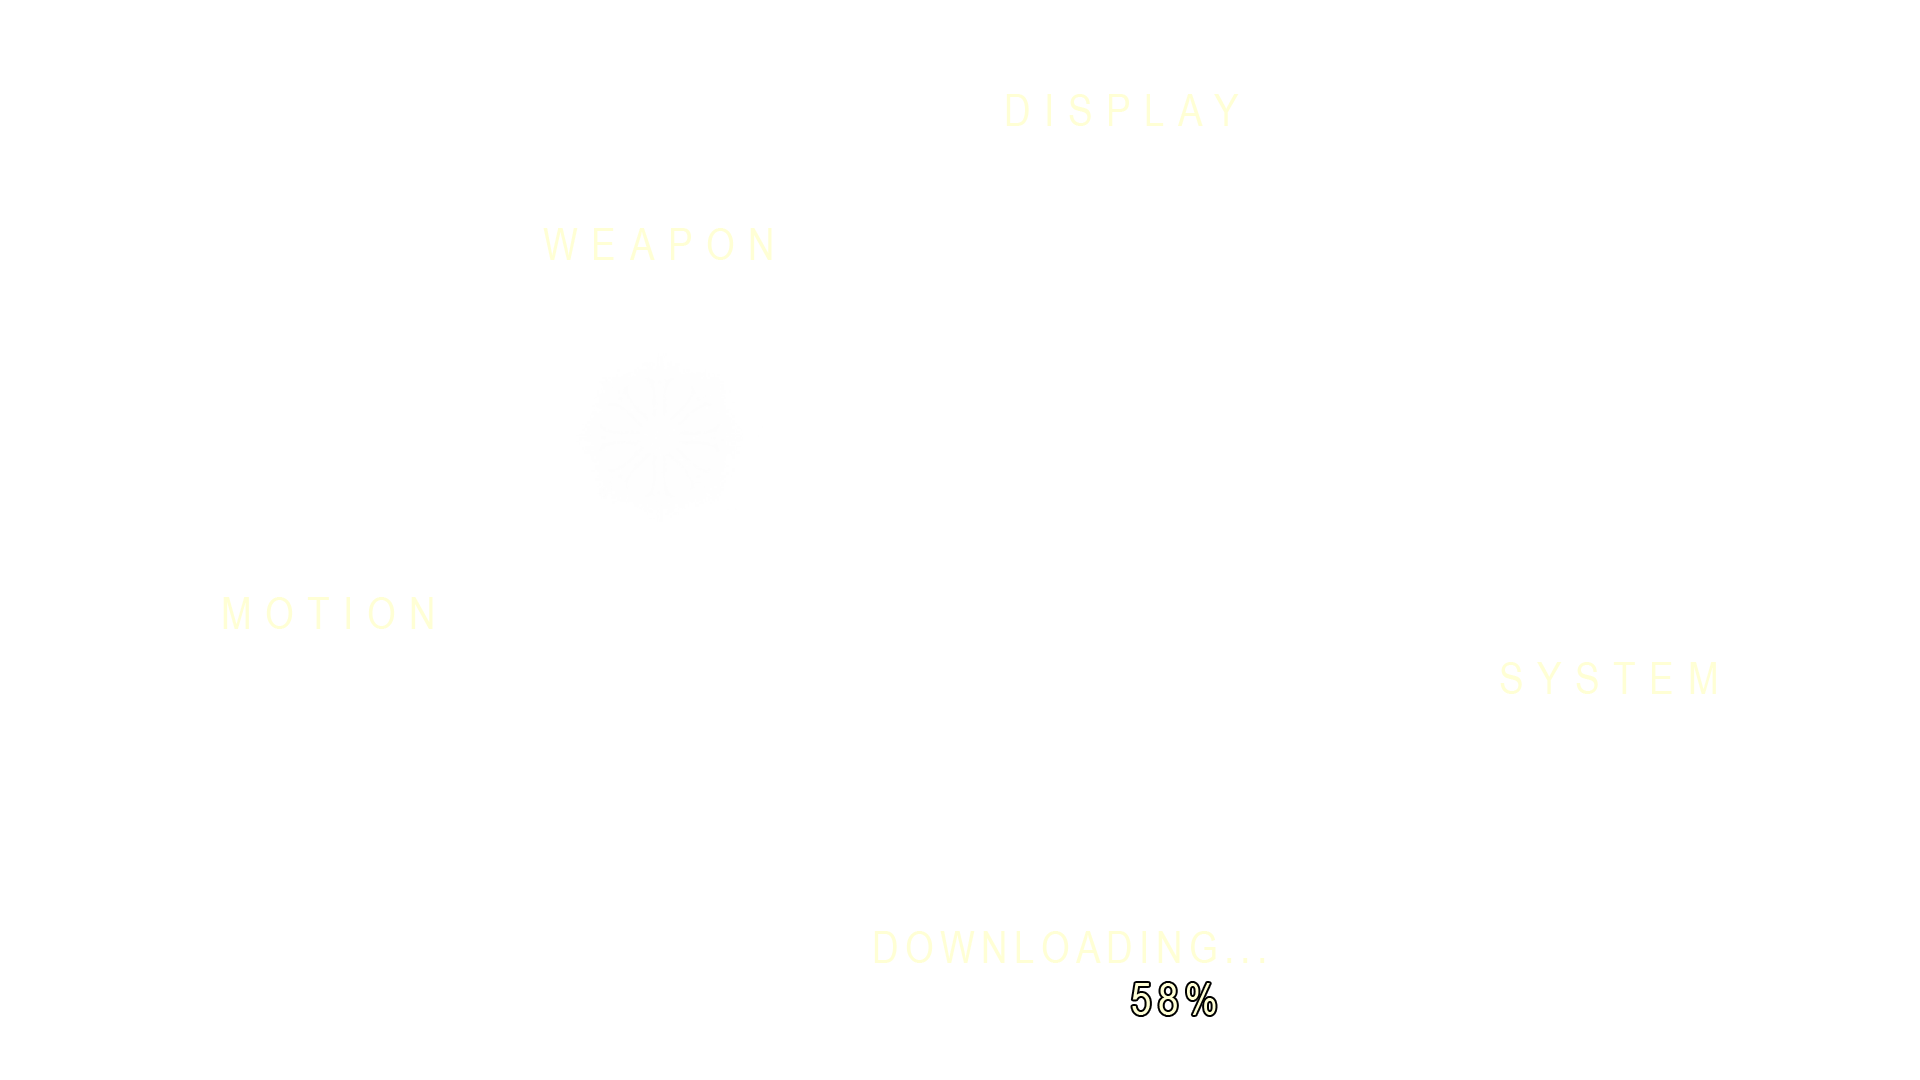 DISPLAY
WEAPON
MOTION
SYSTEM
DOWNLOADING...
58%